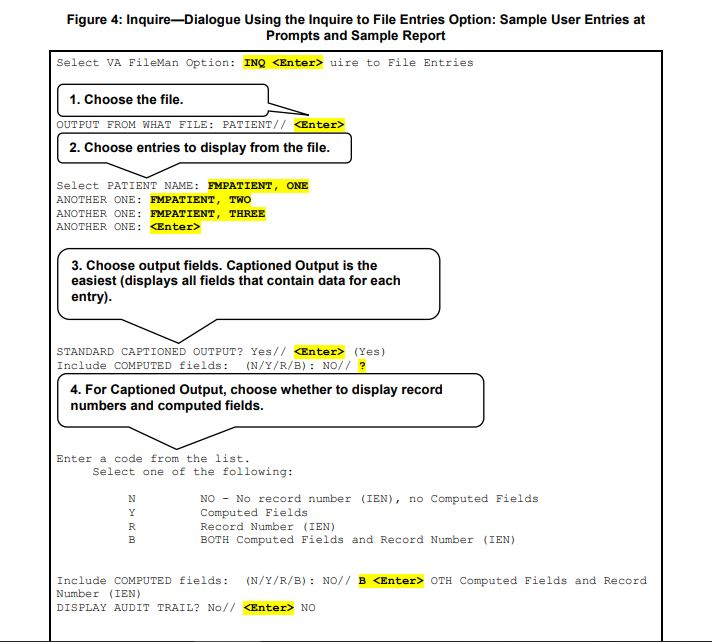 Figure 4: Inquire—Dialogue Using the Inquire to File Entries Option: Sample User Entries at
Prompts and Sample Report
Select VA FileMan Option: INQ <Enter> uire to File Entries
1. Choose the file.
OUTPUT FROM WHAT FILE: PATIENT// <Enter>
2. Choose entries to display from the file.
Select PATIENT NAME: FMPATIENT, ONE
ANOTHER ONE: FMPATIENT, TWO
ANOTHER ONE: FMPATIENT, THREE
ANOTHER ONE: <Enter>
3. Choose output fields. Captioned Output is the
easiest (displays all fields that contain data for each
entry).
STANDARD CAPTIONED OUTPUT? Yes// <Enter> (Yes)
Include COMPUTED fields: (N/Y/R/B): NO// ?
4. For Captioned Output, choose whether to display record
numbers and computed fields.
Enter a code from the list.
Select one of the following:
N NO - No record number (IEN), no Computed Fields
Y Computed Fields
R Record Number (IEN)
B BOTH Computed Fields and Record Number (IEN)
Include COMPUTED fields: (N/Y/R/B): NO// B <Enter> OTH Computed Fields and Record
Number (IEN)
DISPLAY AUDIT TRAIL? No// <Enter> NO